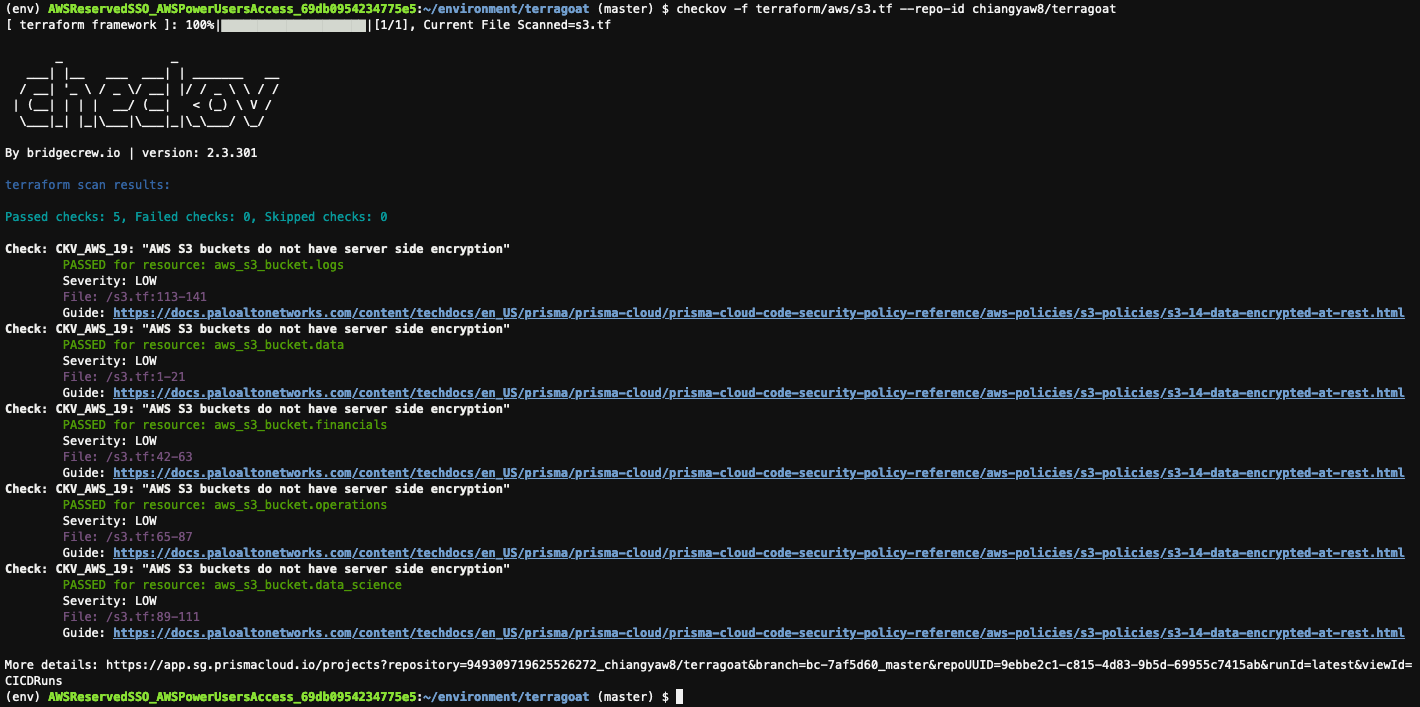 (env) AWSReservedSSO_AWSPowerUsersAccess_69db0954234775e5:~/environment/terragoat (master) $ checkov -f terraform/aws/s3.tf --repo-id chiangyaw8/terragoat
[ terraform framework ]: 100%|████████████████████|[1/1], Current File Scanned=s3.tf
checkov
By bridgecrew.io | version: 2.3.301
terraform scan results:
Passed checks: 5, Failed checks: 0, Skipped checks: 0
Check: CKV_AWS_19: "AWS S3 buckets do not have server side encryption"
PASSED for resource: aws_s3_bucket.logs
Severity: LOW
File: /s3.tf:113-141
Guide: https://docs.paloaltonetworks.com/content/techdocs/en_US/prisma/prisma-cloud/prisma-cloud-code-security-policy-reference/aws-policies/s3-policies/s3-14-data-encrypted-at-rest.html
Check: CKV_AWS_19: "AWS S3 buckets do not have server side encryption"
PASSED for resource: aws_s3_bucket.data
Severity: LOW
File: /s3.tf:1-21
Guide: https://docs.paloaltonetworks.com/content/techdocs/en_US/prisma/prisma-cloud/prisma-cloud-code-security-policy-reference/aws-policies/s3-policies/s3-14-data-encrypted-at-rest.html
Check: CKV_AWS_19: "AWS S3 buckets do not have server side encryption"
PASSED for resource: aws_s3_bucket.financials
Severity: LOW
File: /s3.tf:42-63
Guide: https://docs.paloaltonetworks.com/content/techdocs/en_US/prisma/prisma-cloud/prisma-cloud-code-security-policy-reference/aws-policies/s3-policies/s3-14-data-encrypted-at-rest.html
Check: CKV_AWS_19: "AWS S3 buckets do not have server side encryption"
PASSED for resource: aws_s3_bucket.operations
Severity: LOW
File: /s3.tf:65-87
Guide: https://docs.paloaltonetworks.com/content/techdocs/en_US/prisma/prisma-cloud/prisma-cloud-code-security-policy-reference/aws-policies/s3-policies/s3-14-data-encrypted-at-rest.html
Check: CKV_AWS_19: "AWS S3 buckets do not have server side encryption"
PASSED for resource: aws_s3_bucket.data_science
Severity: LOW
File: /s3.tf:89-111
Guide: https://docs.paloaltonetworks.com/content/techdocs/en_US/prisma/prisma-cloud/prisma-cloud-code-security-policy-reference/aws-policies/s3-policies/s3-14-data-encrypted-at-rest.html
More details: https://app.sg.prismacloud.io/projects?repository=949309719625526272_chiangyaw8/terragoat&branch=bc-7af5d60_master&repoUUID=9ebbe2c1-c815-4d83-9b5d-69955c7415ab&runId=latest&viewId=
CICDRuns
(env) AWSReservedSSO_AWSPowerUsersAccess_69db0954234775e5:~/environment/terragoat (master) $